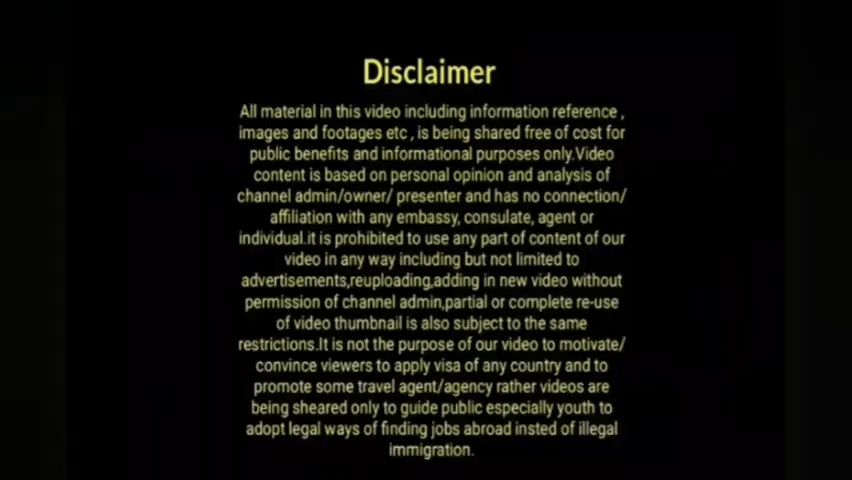 Disclaimer
All material in this video including information reference ,
images and footages etc , is being shared free of cost for
public benefits and informational purposes only.Video
content is based on personal opinion and analysis of
channel admin/owner/ presenter and has no connection/
affiliation with any embassy, consulate, agent or
individual.it is prohibited to use any part of content of our
video in any way including but not limited to
advertisements,reuploading,adding in new video without
permission of channel admin,partial or complete re-use
of video thumbnail is also subject to the same
restrictions.It is not the purpose of our video to motivate/
convince viewers to apply visa of any country and to
promote some travel agent/agency rather videos are
being sheared only to guide public especially youth to
adopt legal ways of finding jobs abroad insted of illegal
immigration.